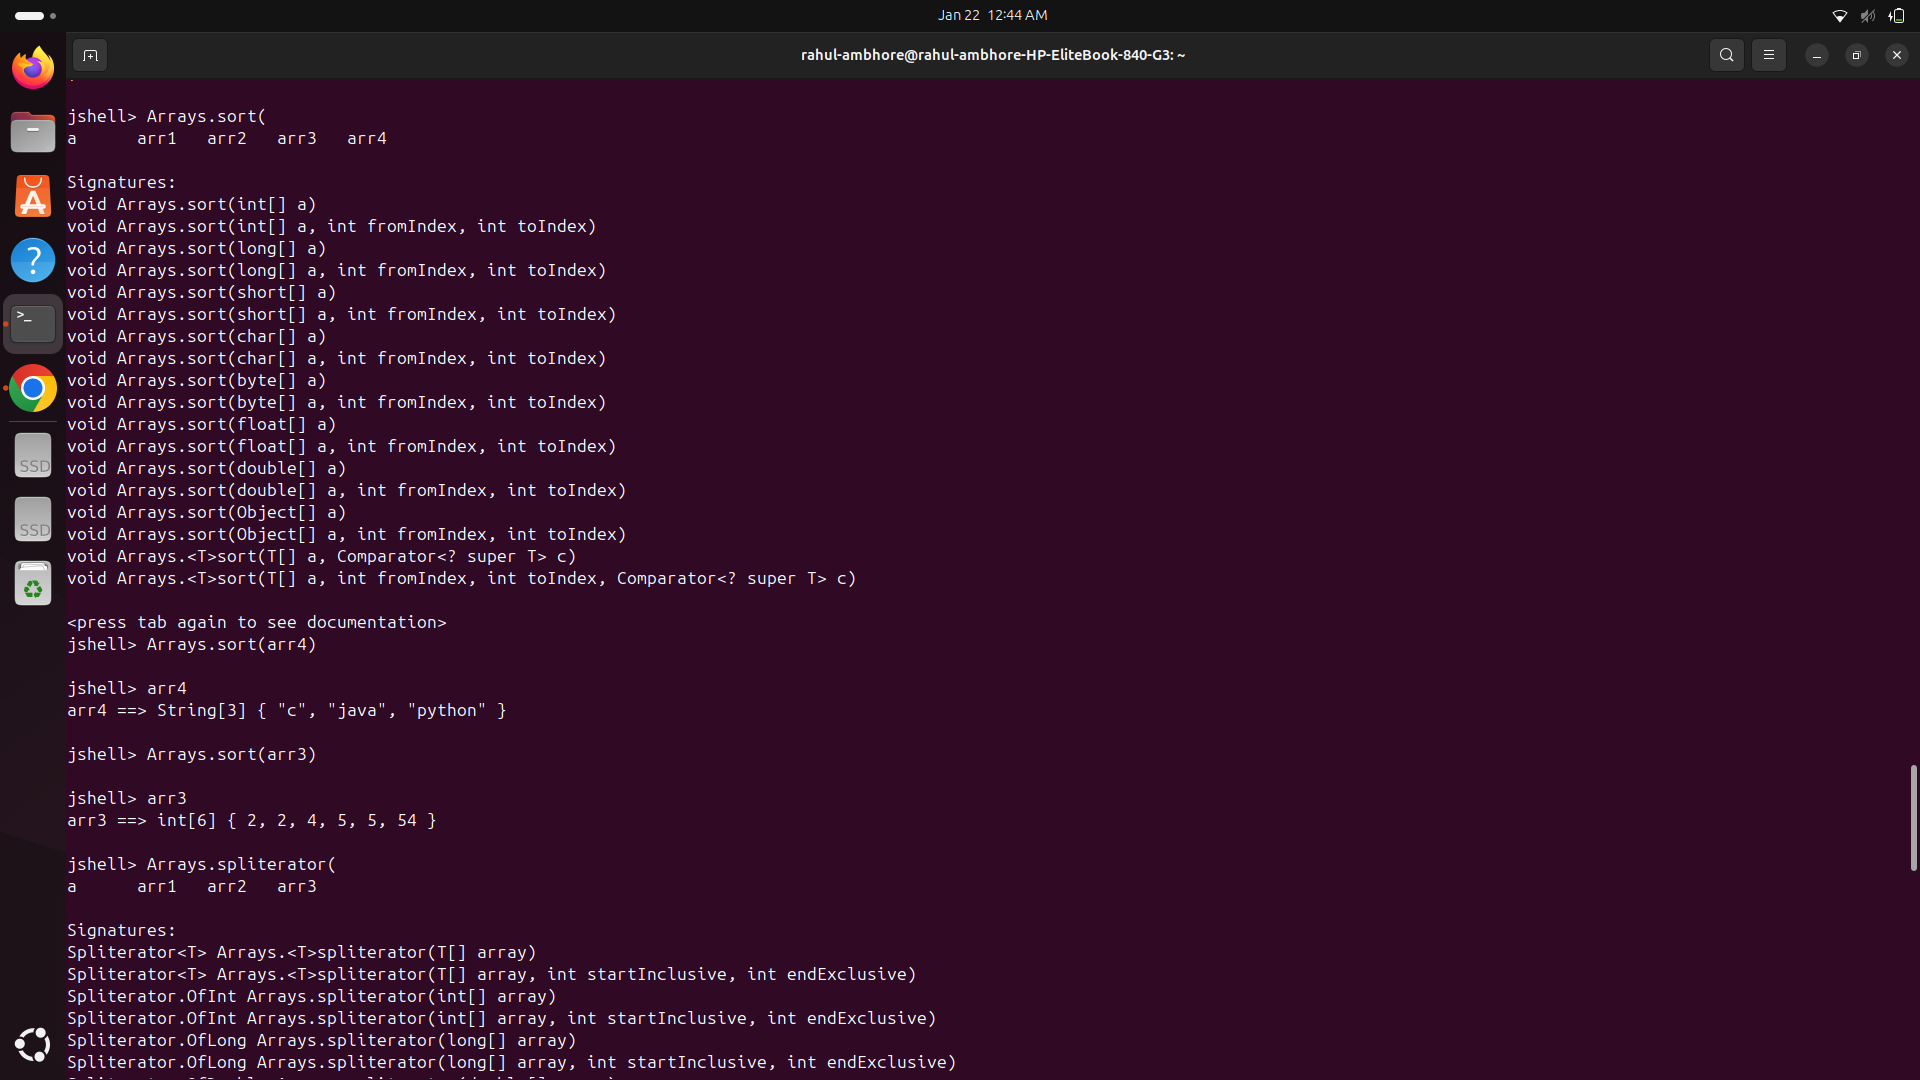 Jan 22  12:44 AM
rahul-ambhore@rahul-ambhore-HP-EliteBook-840-G3: ~
jshell> Arrays.sort(
a      arr1   arr2   arr3   arr4
Signatures:
void Arrays.sort(int[] a)
void Arrays.sort(int[] a, int fromIndex, int toIndex)
void Arrays.sort(long[] a)
void Arrays.sort(long[] a, int fromIndex, int toIndex)
void Arrays.sort(short[] a)
void Arrays.sort(short[] a, int fromIndex, int toIndex)
void Arrays.sort(char[] a)
void Arrays.sort(char[] a, int fromIndex, int toIndex)
void Arrays.sort(byte[] a)
void Arrays.sort(byte[] a, int fromIndex, int toIndex)
void Arrays.sort(float[] a)
void Arrays.sort(float[] a, int fromIndex, int toIndex)
void Arrays.sort(double[] a)
void Arrays.sort(double[] a, int fromIndex, int toIndex)
void Arrays.sort(Object[] a)
void Arrays.sort(Object[] a, int fromIndex, int toIndex)
void Arrays.<T>sort(T[] a, Comparator<? super T> c)
void Arrays.<T>sort(T[] a, int fromIndex, int toIndex, Comparator<? super T> c)
<press tab again to see documentation>
jshell> Arrays.sort(arr4)
jshell> arr4
arr4 ==> String[3] { "c", "java", "python" }
jshell> Arrays.sort(arr3)
jshell> arr3
arr3 ==> int[6] { 2, 2, 4, 5, 5, 54 }
jshell> Arrays.spliterator(
a      arr1   arr2   arr3
Signatures:
Spliterator<T> Arrays.<T>spliterator(T[] array)
Spliterator<T> Arrays.<T>spliterator(T[] array, int startInclusive, int endExclusive)
Spliterator.OfInt Arrays.spliterator(int[] array)
Spliterator.OfInt Arrays.spliterator(int[] array, int startInclusive, int endExclusive)
Spliterator.OfLong Arrays.spliterator(long[] array)
Spliterator.OfLong Arrays.spliterator(long[] array, int startInclusive, int endExclusive)
SSD
SSD